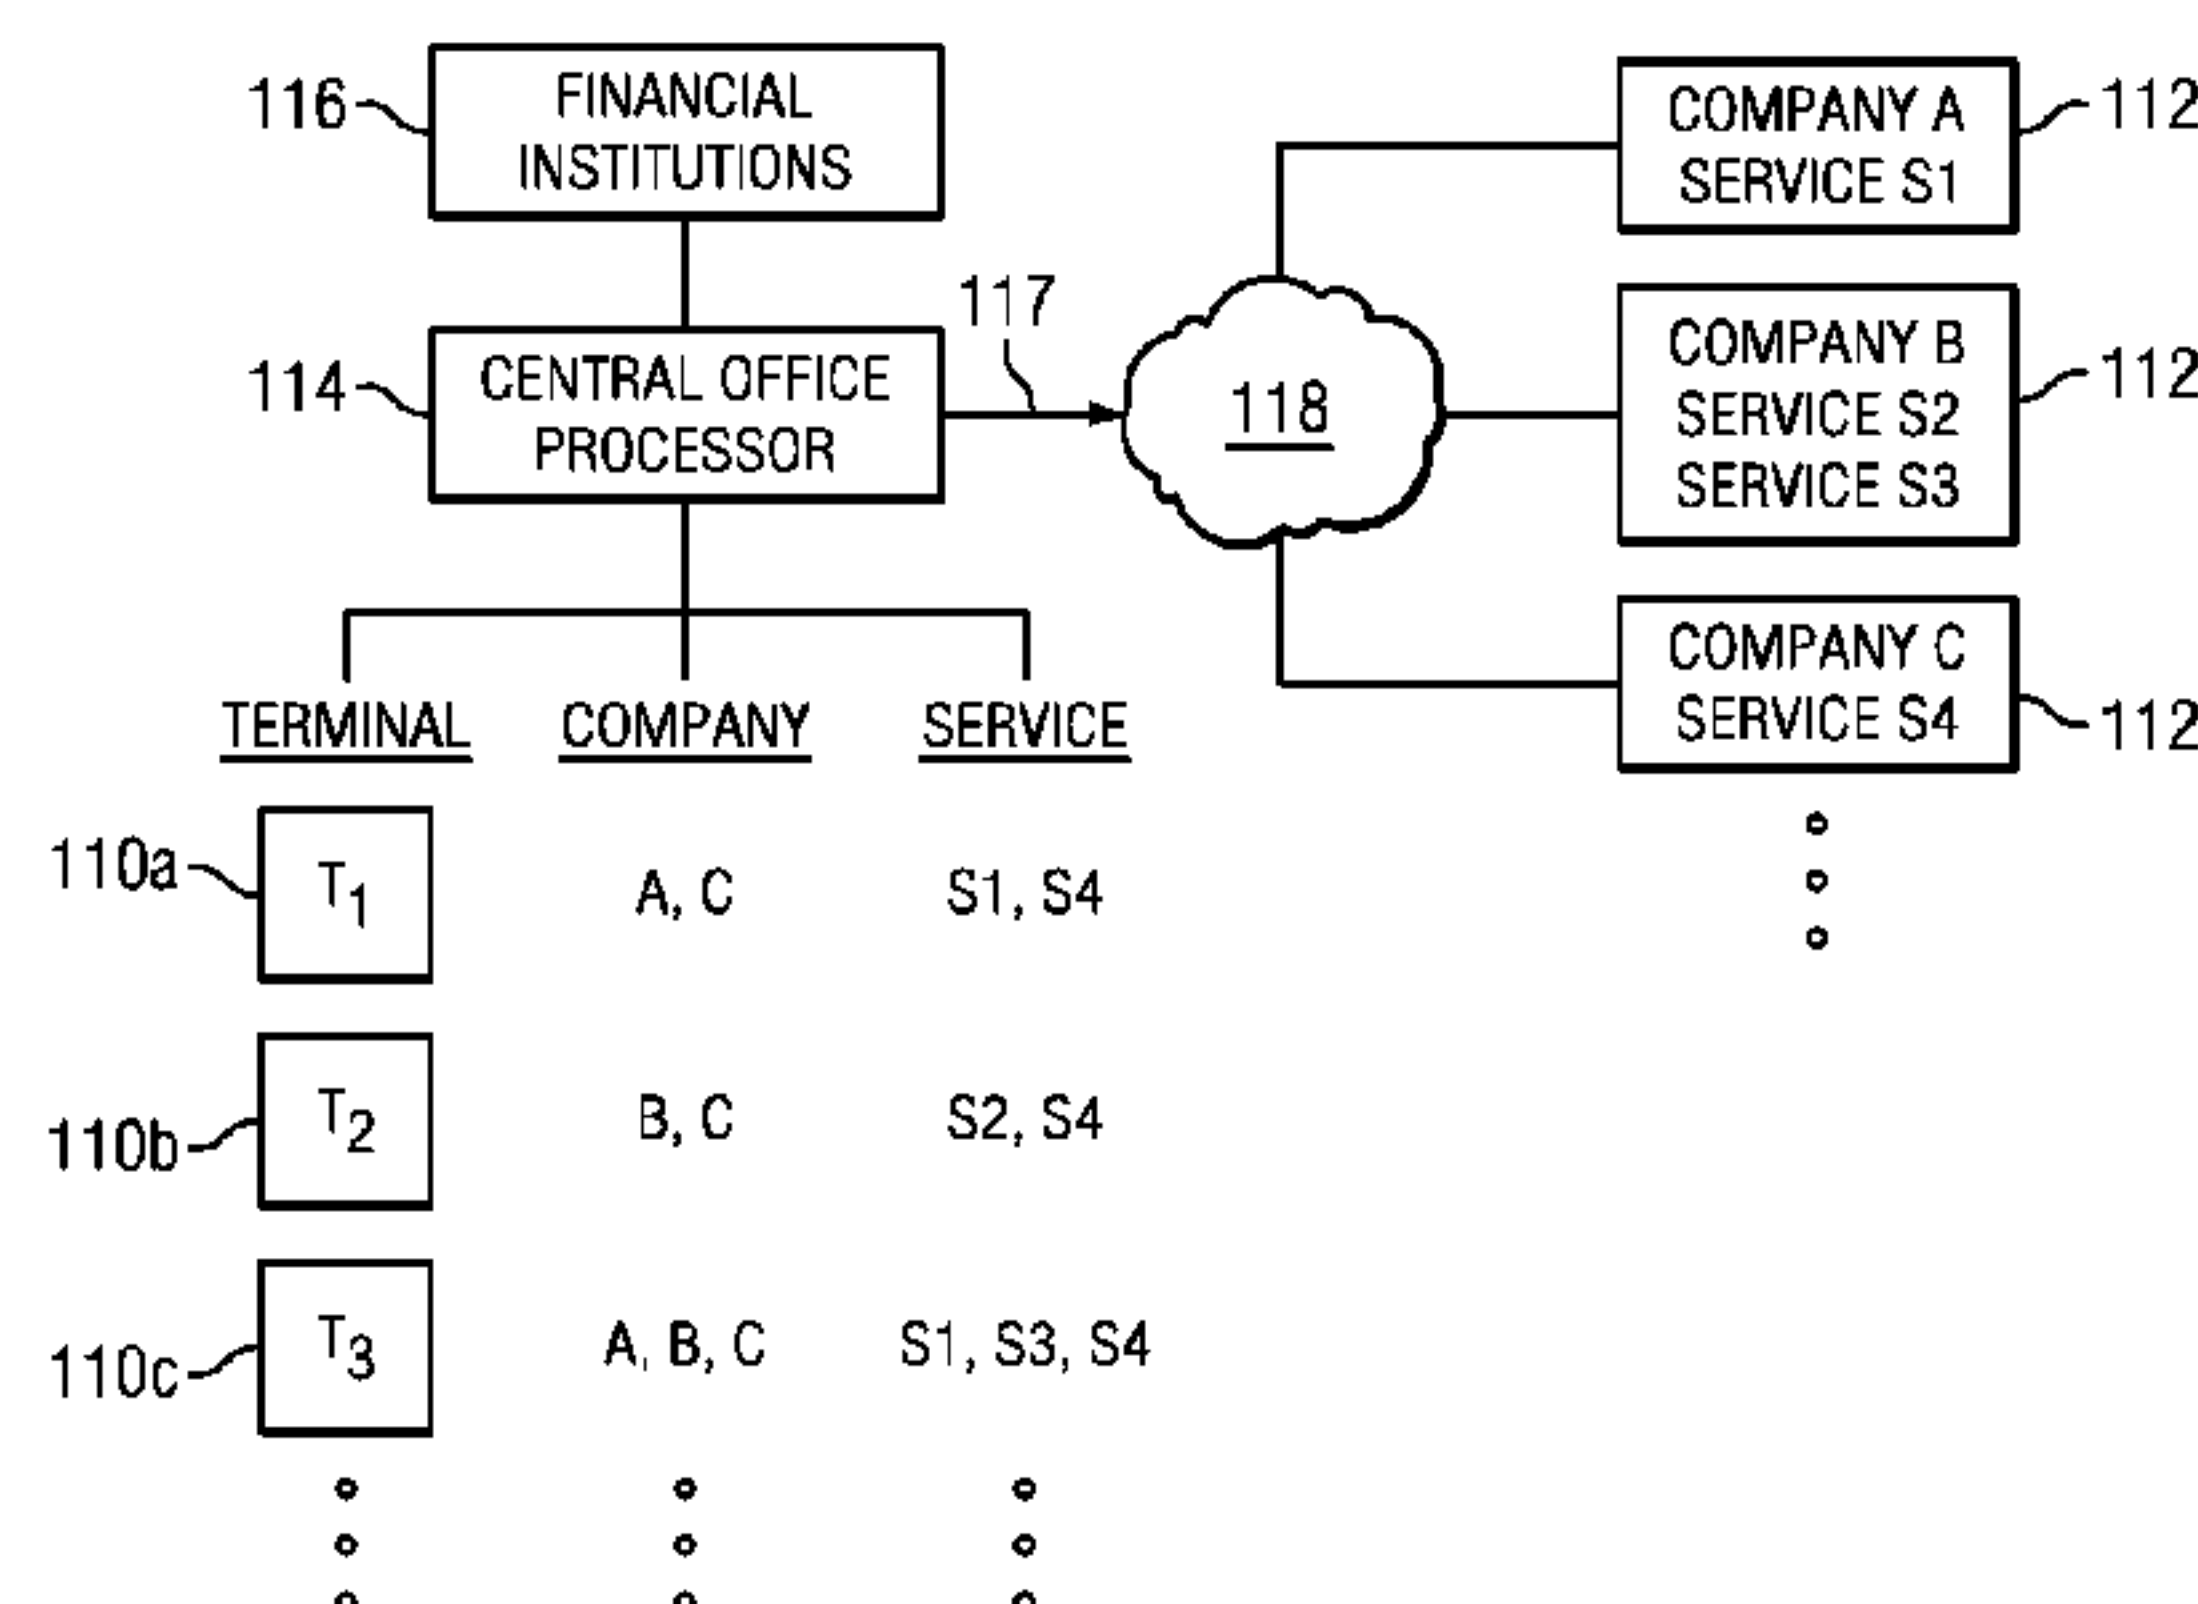 116
FINANCIAL
INSTITUTIONS
COMPANY A
SERVICE S1
112
117
114
CENTRAL OFFICE
PROCESSOR
118
COMPANY B
SERVICE S2
SERVICE S3
112
COMPANY C
SERVICE S4
112
TERMINAL COMPANY SERVICE
110a T1 A, C S1, S4
110b T2 B, C S2, S4
110c T3 A, B, C S1, S3, S4